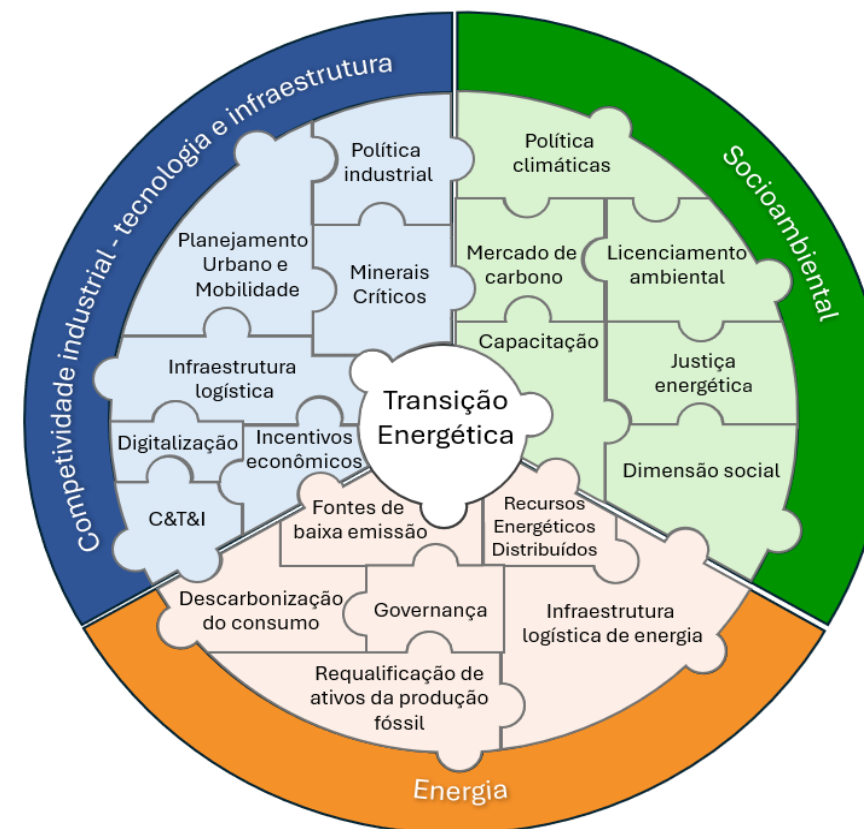 Competividade industrial - tecnologia e infraestrutura
Política
industrial
Planejamento
Urbano e
Mobilidade
Minerais
Críticos
Infraestrutura
logística
Digitalização
Incentivos
econômicos
C&T&I
Socioambiental
Política
climáticas
Mercado de
carbono
Licenciamento
ambiental
Capacitação
Justiça
energética
Dimensão social
Transição
Energética
Fontes de
baixa emissão
Recursos
Energéticos
Distribuídos
Descarbonização
do consumo
Governança
Infraestrutura
logística de energia
Requalificação de
ativos da produção
fóssil
Energia